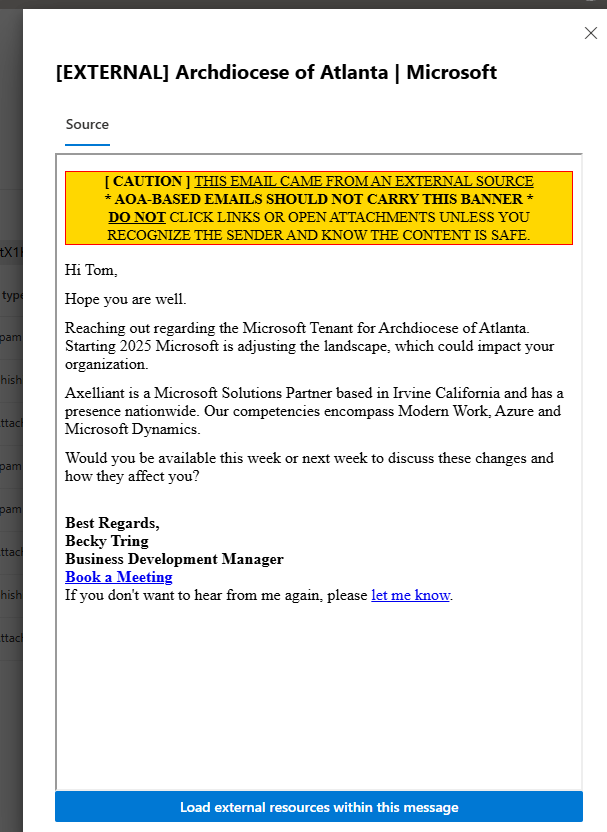 [EXTERNAL] Archdiocese of Atlanta | Microsoft
Source
[ CAUTION ] THIS EMAIL CAME FROM AN EXTERNAL SOURCE
* AOA-BASED EMAILS SHOULD NOT CARRY THIS BANNER *
DO NOT CLICK LINKS OR OPEN ATTACHMENTS UNLESS YOU
RECOGNIZE THE SENDER AND KNOW THE CONTENT IS SAFE.
Hi Tom,
Hope you are well.
Reaching out regarding the Microsoft Tenant for Archdiocese of Atlanta.
Starting 2025 Microsoft is adjusting the landscape, which could impact your
organization.
Axelliant is a Microsoft Solutions Partner based in Irvine California and has a
presence nationwide. Our competencies encompass Modern Work, Azure and
Microsoft Dynamics.
Would you be available this week or next week to discuss these changes and
how they affect you?
Best Regards,
Becky Tring
Business Development Manager
Book a Meeting
If you don't want to hear from me again, please let me know.
Load external resources within this message